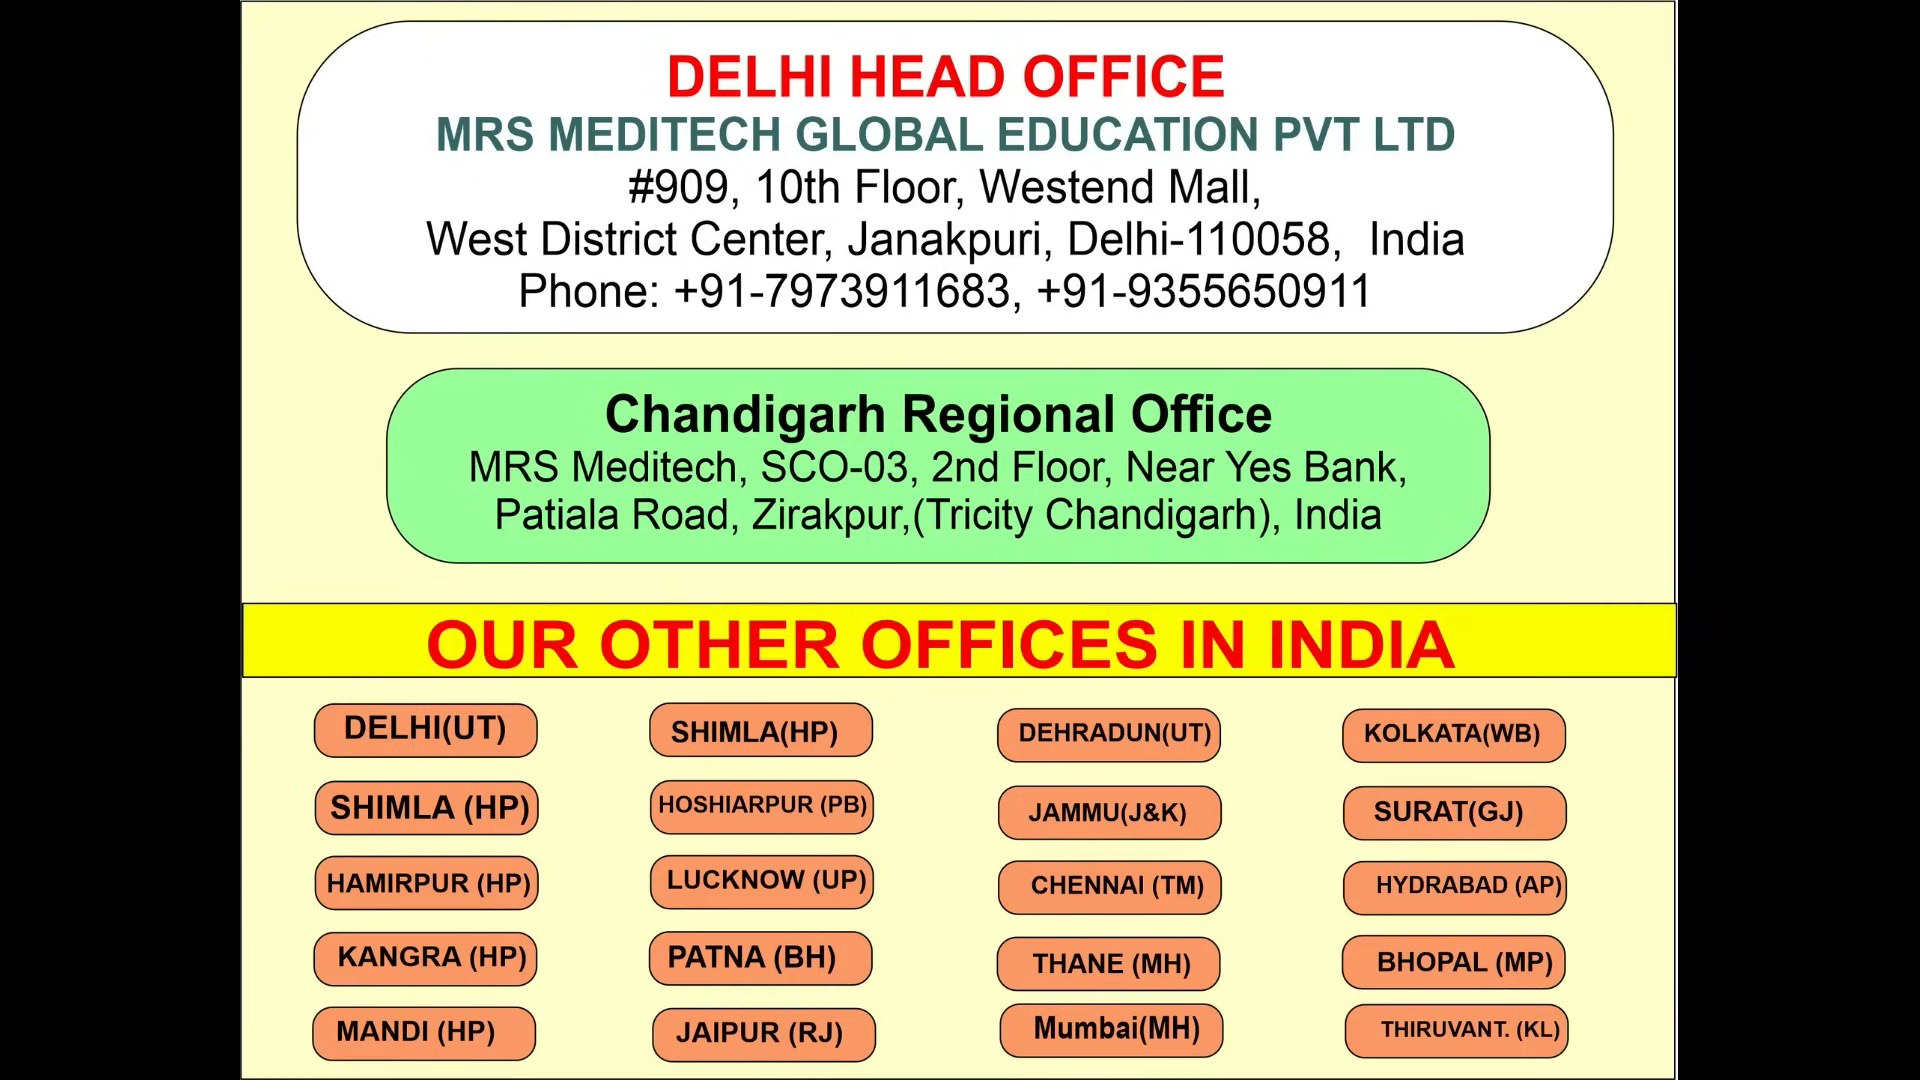 DELHI HEAD OFFICE
MRS MEDITECH GLOBAL EDUCATION PVT LTD
#909, 10th Floor, Westend Mall,
West District Center, Janakpuri, Delhi-110058, India
Phone: +91-7973911683, +91-9355650911
Chandigarh Regional Office
MRS Meditech, SCO-03, 2nd Floor, Near Yes Bank,
Patiala Road, Zirakpur,(Tricity Chandigarh), India
OUR OTHER OFFICES IN INDIA
DELHI(UT) SHIMLA(HP) DEHRADUN(UT) KOLKATA(WB)
SHIMLA (HP) HOSHIARPUR (PB) JAMMU(J&K) SURAT(GJ)
HAMIRPUR (HP) LUCKNOW (UP) CHENNAI (TM) HYDRABAD (AP)
KANGRA (HP) PATNA (BH) THANE (MH) BHOPAL (MP)
MANDI (HP) JAIPUR (RJ) Mumbai(MH) THIRUVANT. (KL)